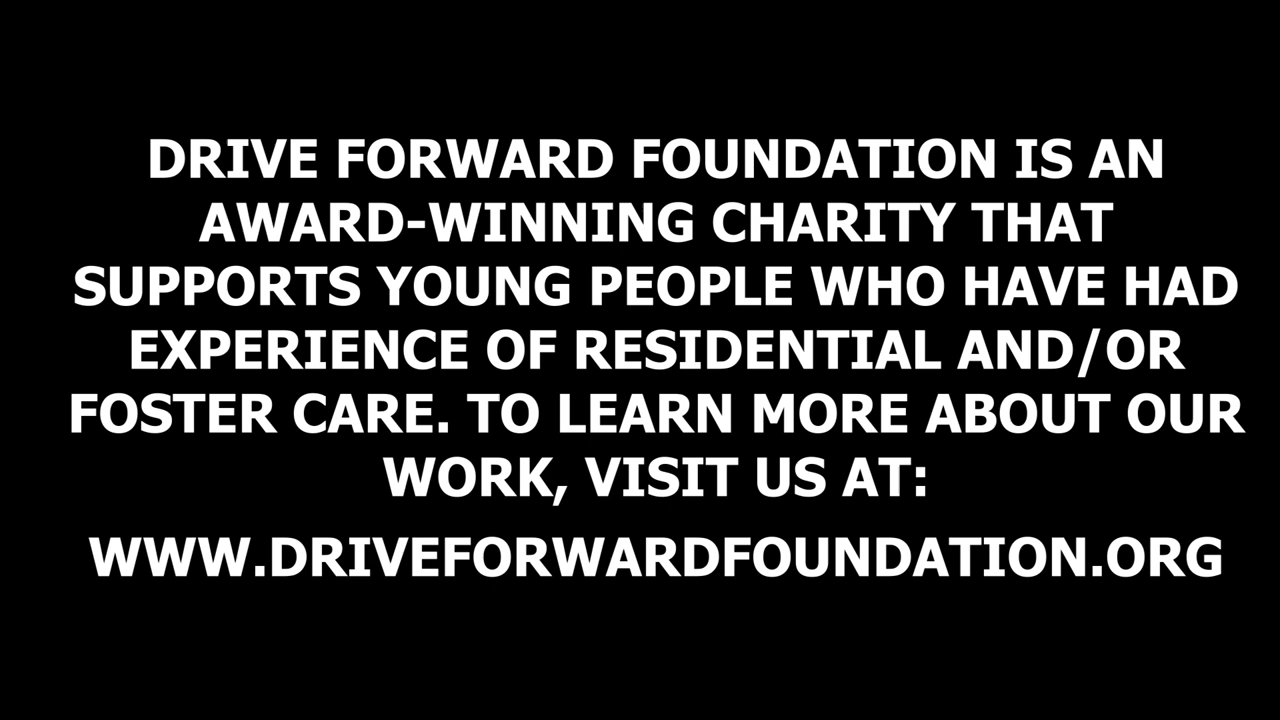 DRIVE FORWARD FOUNDATION IS AN
AWARD-WINNING CHARITY THAT
SUPPORTS YOUNG PEOPLE WHO HAVE HAD
EXPERIENCE OF RESIDENTIAL AND/OR
FOSTER CARE. TO LEARN MORE ABOUT OUR
WORK, VISIT US AT:
WWW.DRIVEFORWARDFOUNDATION.ORG